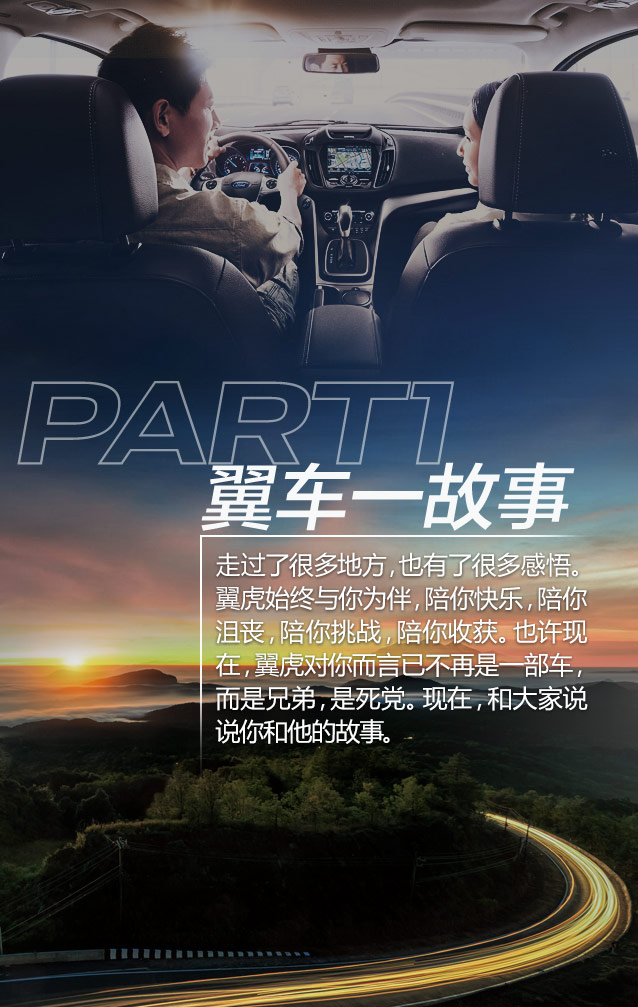 PART1
翼车一故事
走过了很多地方,也有了很多感悟。
翼虎始终与你为伴,陪你快乐,陪你
沮丧,陪你挑战,陪你收获。也许现
在,翼虎对你而言已不再是一部车,
而是兄弟,是死党。现在,和大家说
说你和他的故事。